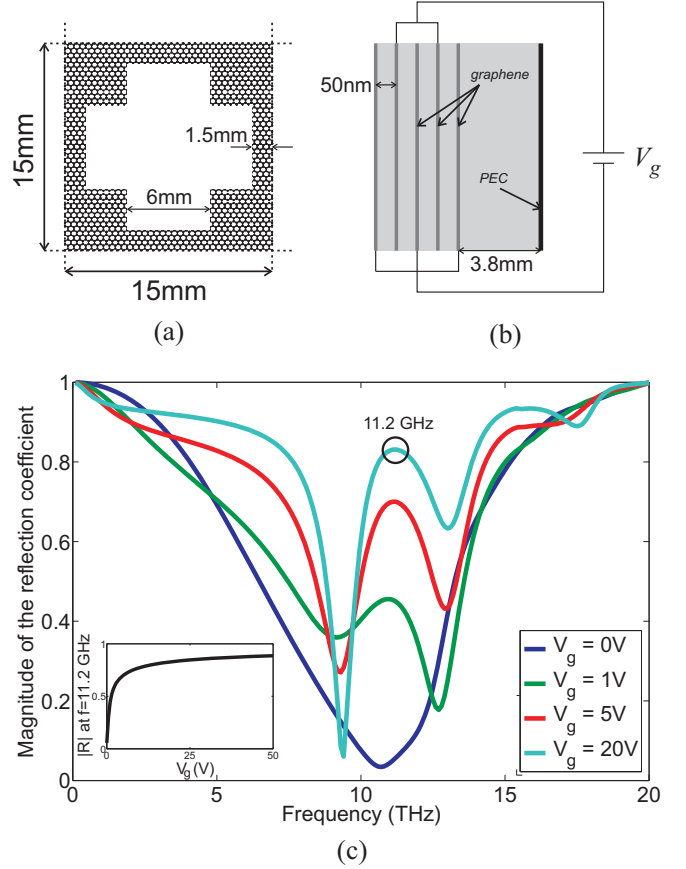 15mm
1.5mm
6mm
15mm
(a)
50nm
graphene
PEC
3.8mm
V_g
(b)
Magnitude of the reflection coefficient
1
0.8
0.6
0.4
0.2
0
11.2 GHz
|R| at f=11.2 GHz
1
0.5
0
0
25
50
V_g (V)
V_g = 0V
V_g = 1V
V_g = 5V
V_g = 20V
0
5
10
15
20
Frequency (THz)
(c)